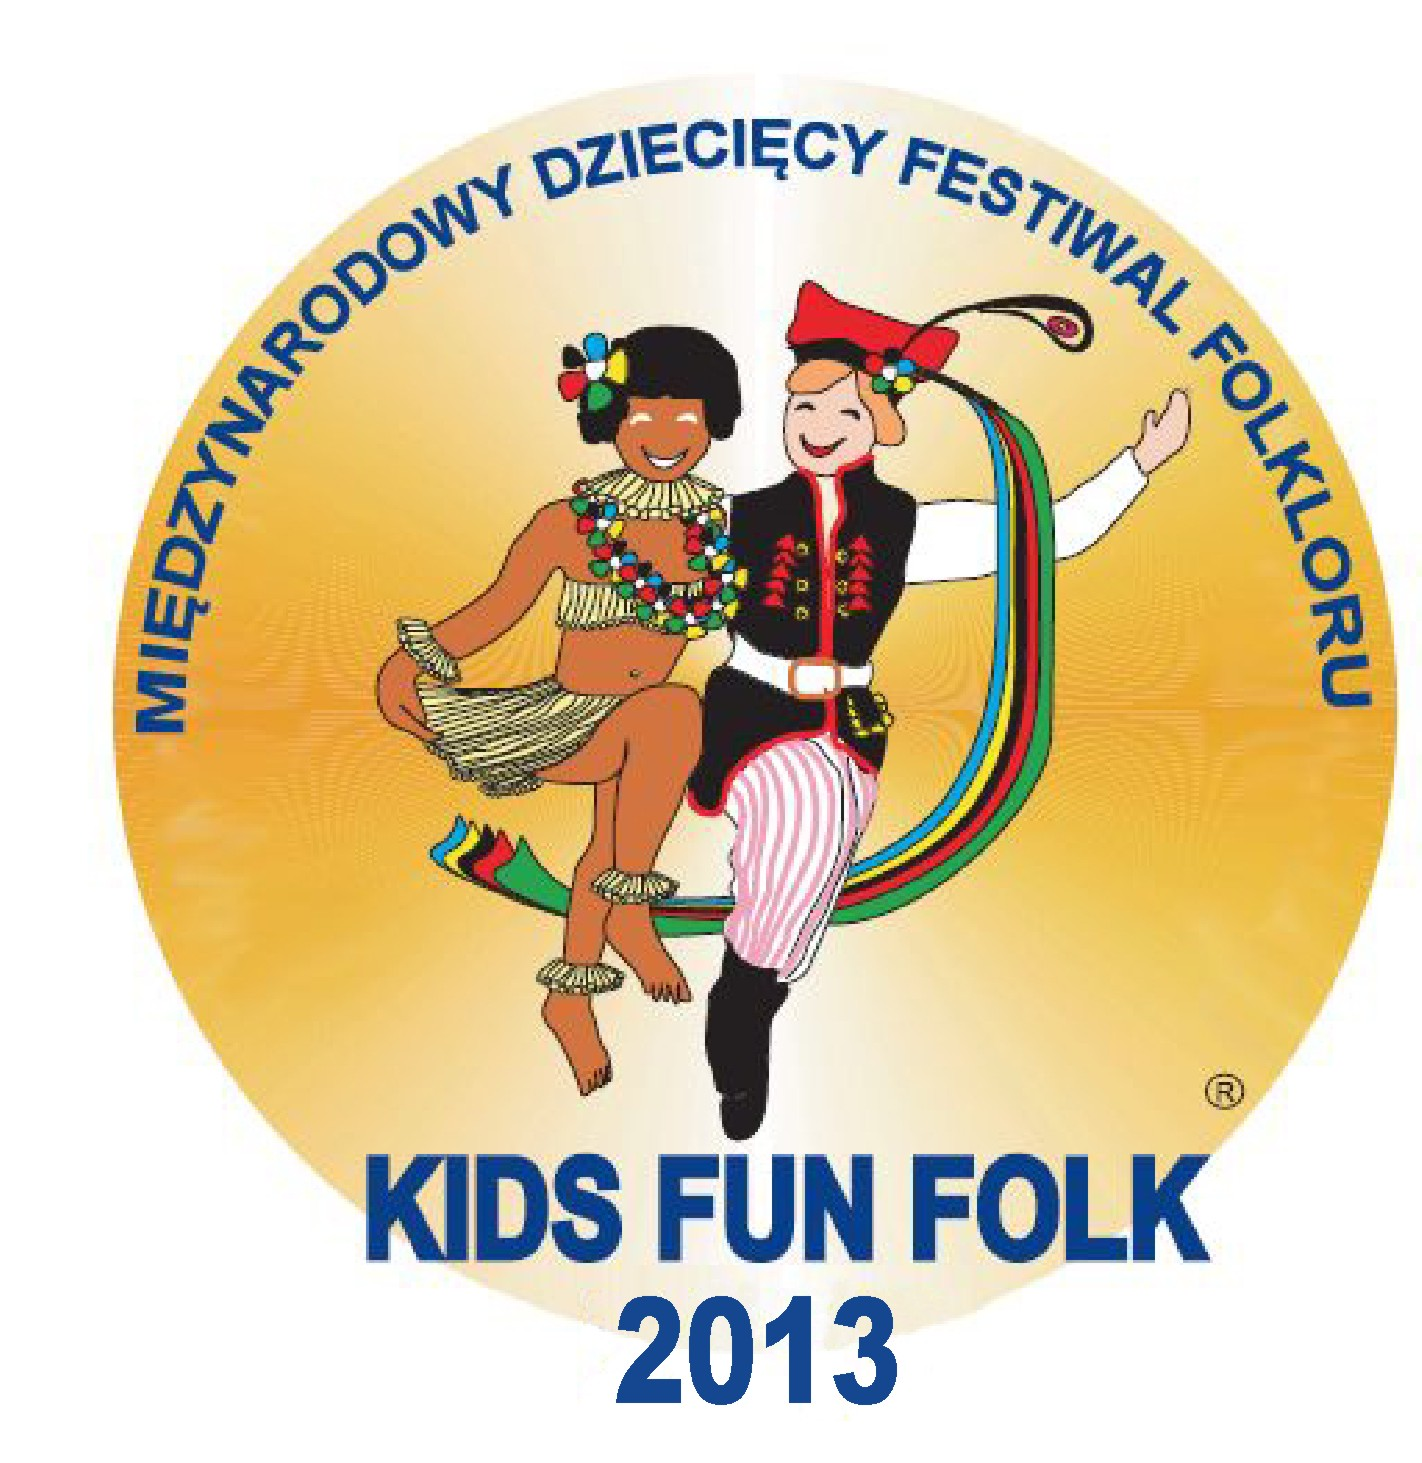 MIĘDZYNARODOWY DZIECIĘCY FESTIWAL FOLKLORU
®
KIDS FUN FOLK
2013